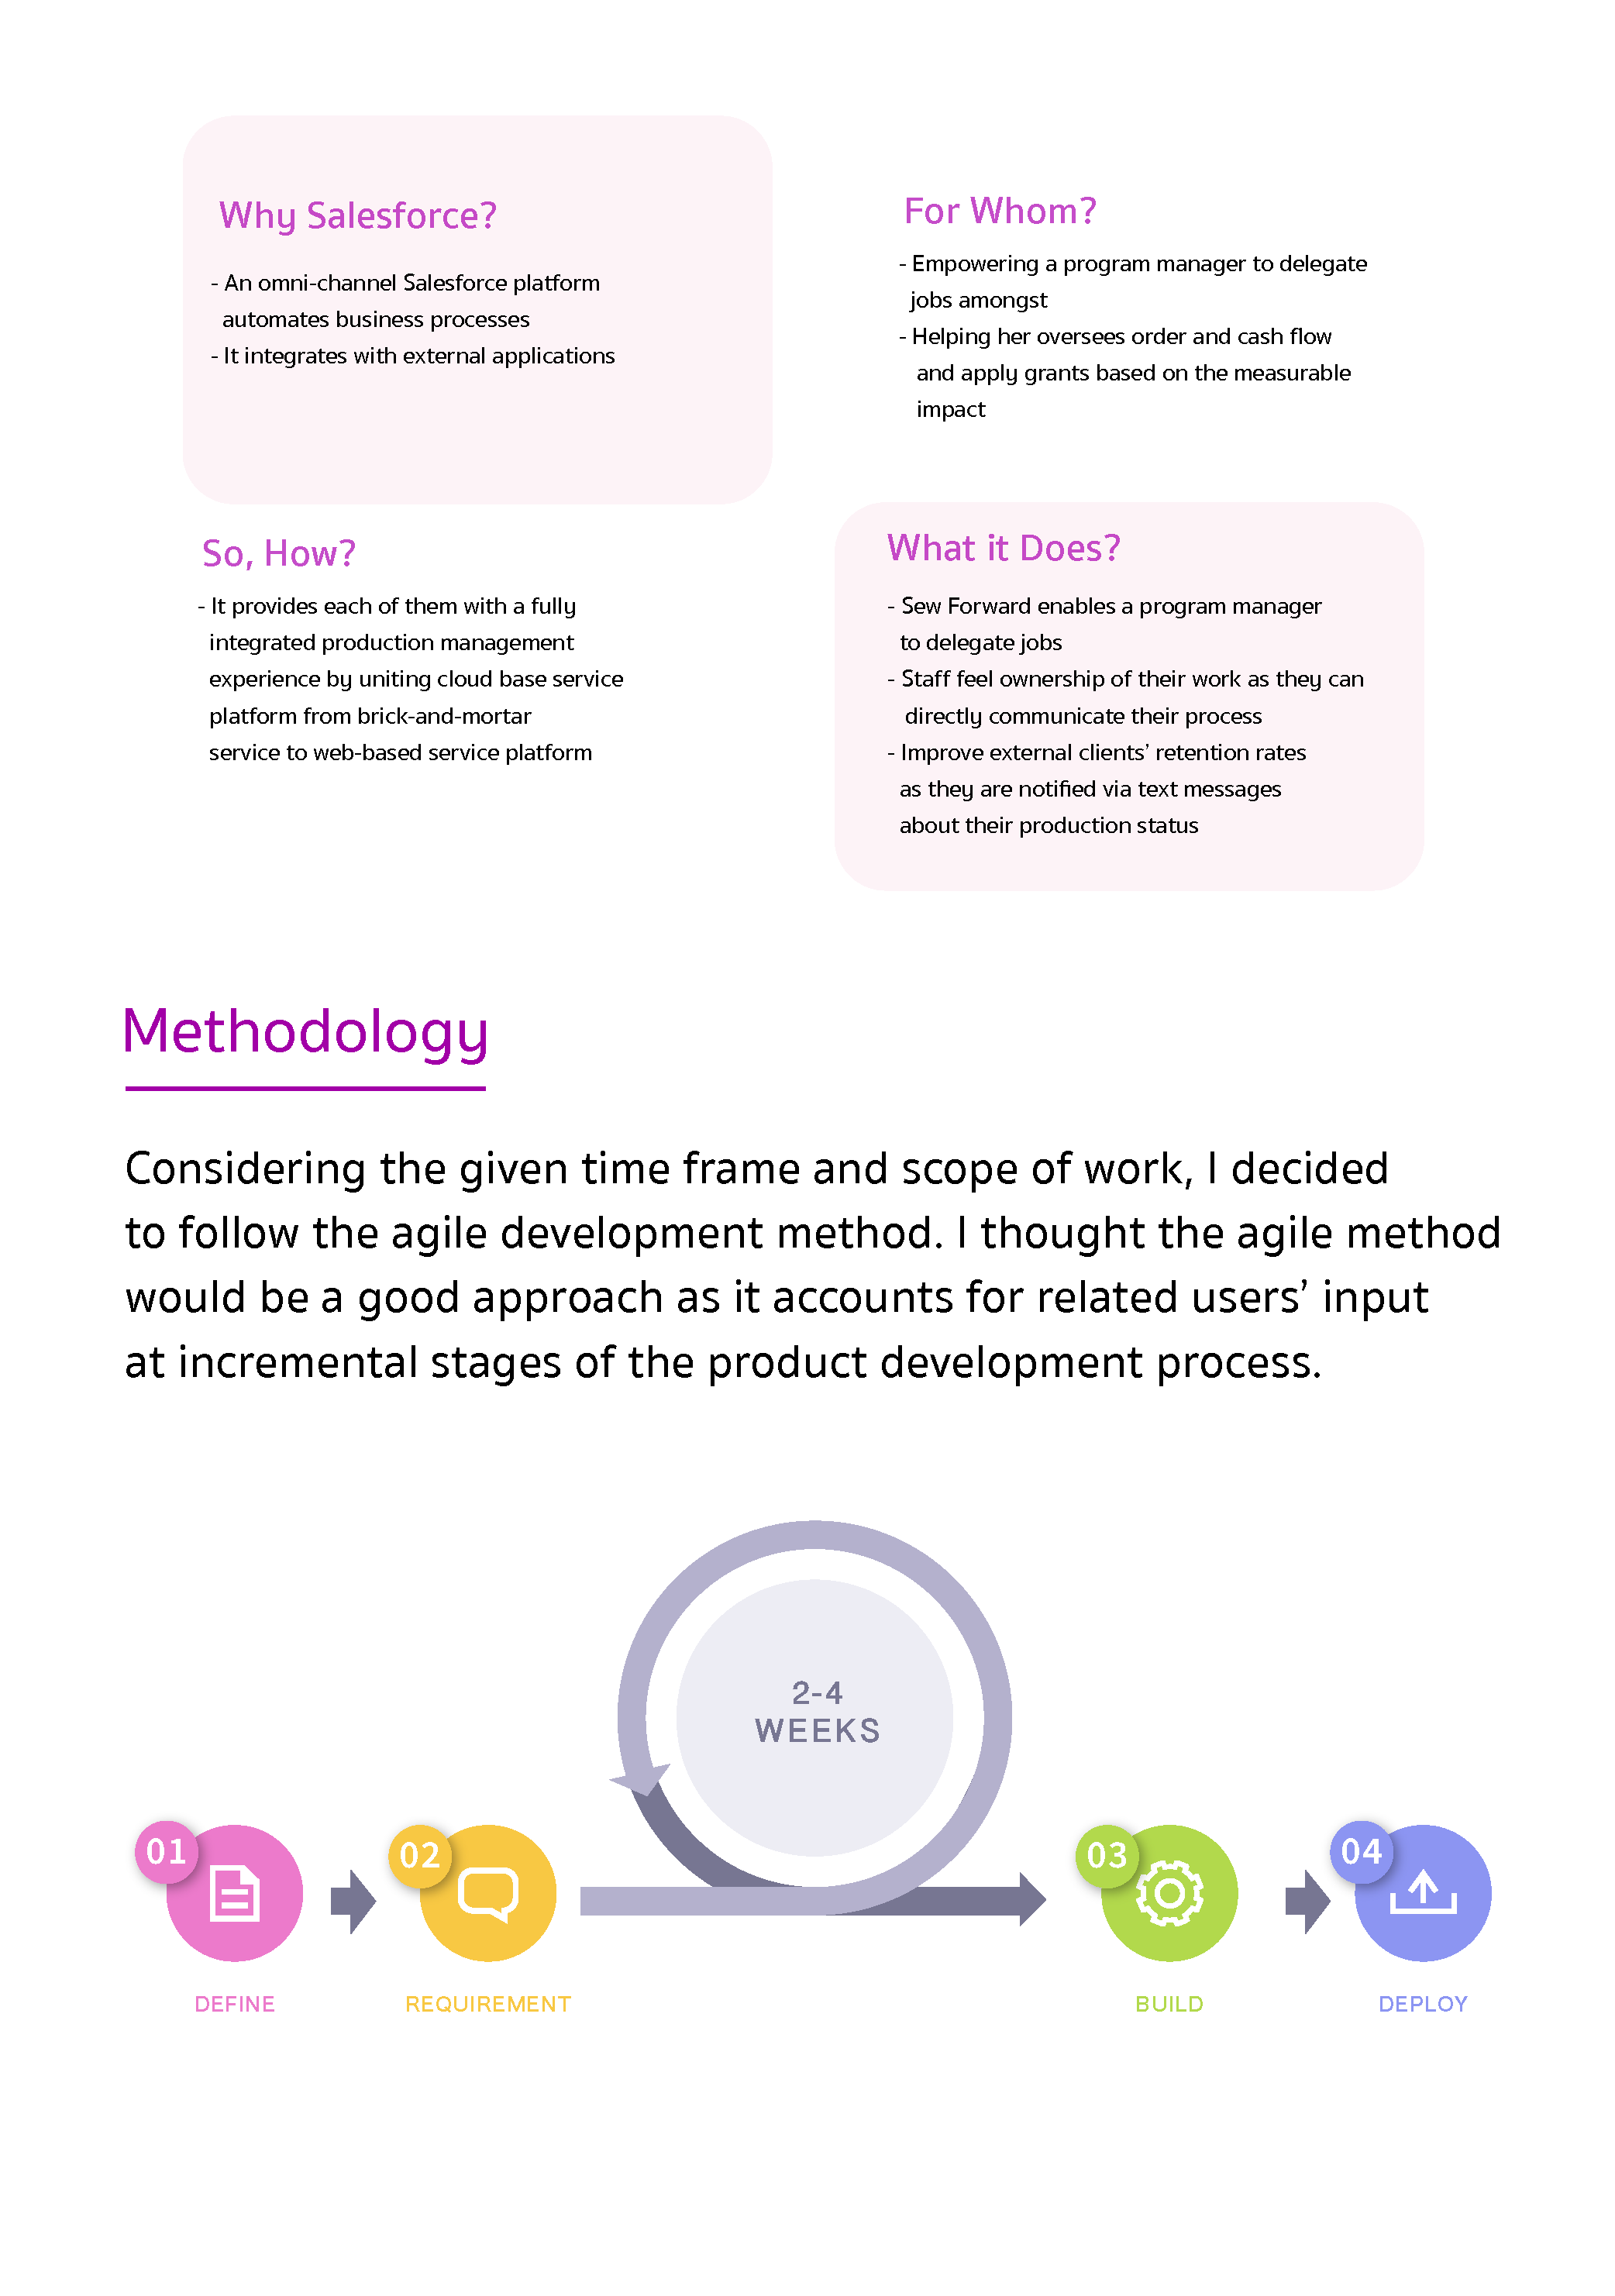 Why Salesforce?
- An omni-channel Salesforce platform
automates business processes
- It integrates with external applications
For Whom?
- Empowering a program manager to delegate
jobs amongst
- Helping her oversees order and cash flow
and apply grants based on the measurable
impact
So, How?
- It provides each of them with a fully
integrated production management
experience by uniting cloud base service
platform from brick-and-mortar
service to web-based service platform
What it Does?
- Sew Forward enables a program manager
to delegate jobs
- Staff feel ownership of their work as they can
directly communicate their process
- Improve external clients’ retention rates
as they are notified via text messages
about their production status
Methodology
Considering the given time frame and scope of work, I decided
to follow the agile development method. I thought the agile method
would be a good approach as it accounts for related users’ input
at incremental stages of the product development process.
2-4
WEEKS
01
DEFINE
02
REQUIREMENT
03
BUILD
04
DEPLOY